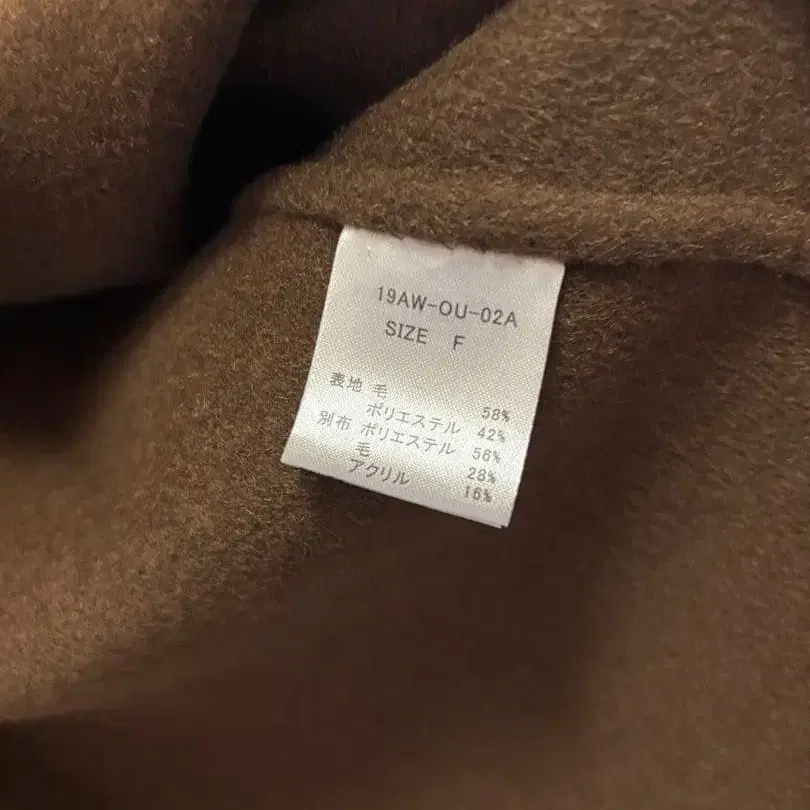 19AW-OU-02A
SIZE F
表地 毛 58%
ポリエステル 42%
別布 ポリエステル 56%
毛 28%
アクリル 16%